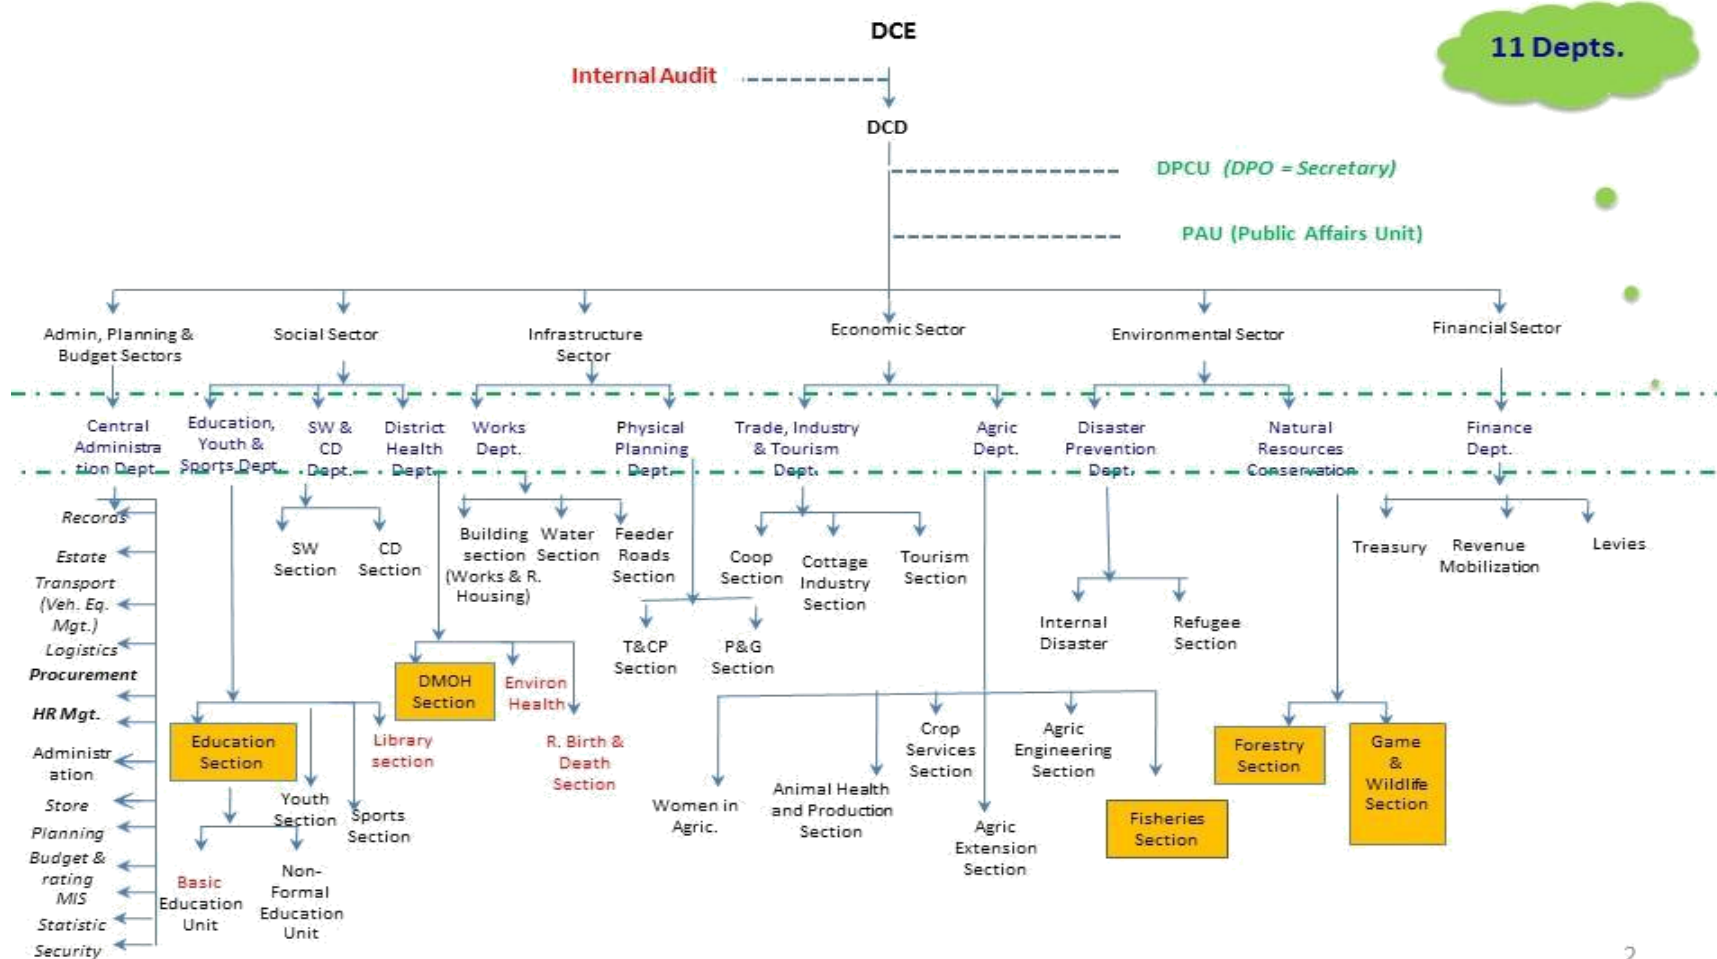 DCE
11 Depts.
Internal Audit
DCD
DPCU (DPO = Secretary)
PAU (Public Affairs Unit)
Admin, Planning &
Budget Sectors
Social Sector
Infrastructure
Sector
Economic Sector
Environmental Sector
Financial Sector
Central
Administra
tion Dept
Education,
Youth &
Sports Dept.
SW &
CD
Dept.
District
Health
Dept.
Works
Dept.
Physical
Planning
Dept.
Trade, Industry
& Tourism
Dept.
Agric
Dept.
Disaster
Prevention
Dept.
Natural
Resources
Conservation
Finance
Dept.
Records
Estate
Transport
(Veh. Eq.
Mgt.)
Logistics
Procurement
HR Mgt.
Administr
ation
Store
Planning
Budget &
rating
MIS
Statistic
Security
Education
Section
Youth
Section
Sports
Section
Library
section
Basic
Education
Unit
Non-
Formal
Education
Unit
SW
Section
CD
Section
DMOH
Section
Environ
Health
R. Birth &
Death
Section
Building
section
(Works & R.
Housing)
Water
Section
Feeder
Roads
Section
T&CP
Section
P&G
Section
Coop
Section
Cottage
Industry
Section
Tourism
Section
Women in
Agric.
Animal Health
and Production
Section
Crop
Services
Section
Agric
Extension
Section
Agric
Engineering
Section
Fisheries
Section
Internal
Disaster
Refugee
Section
Forestry
Section
Game
&
Wildlife
Section
Treasury
Revenue
Mobilization
Levies
2